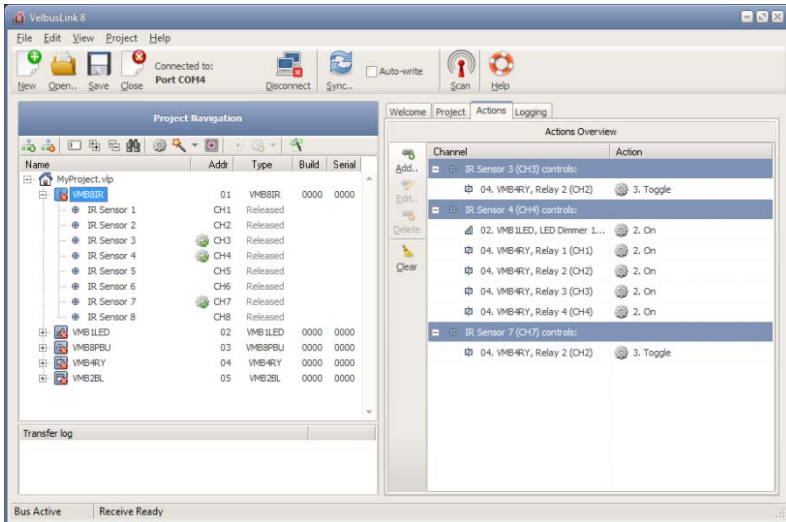 VelbusLink 8
File Edit View Project Help
New Open.. Save Close
Connected to:
Port COM4
Disconnect Sync.. Auto-write Scan Help
Project Navigation
Name Addr Type Build Serial
MyProject.vlp
VMB8IR 01 VMB8IR 0000 0000
IR Sensor 1 CH1 Released
IR Sensor 2 CH2 Released
IR Sensor 3 CH3 Released
IR Sensor 4 CH4 Released
IR Sensor 5 CH5 Released
IR Sensor 6 CH6 Released
IR Sensor 7 CH7 Released
IR Sensor 8 CH8 Released
VMB1LED 02 VMB1LED 0000 0000
VMB8PBU 03 VMB8PBU 0000 0000
VMB4RY 04 VMB4RY 0000 0000
VMB2BL 05 VMB2BL 0000 0000
Transfer log
Welcome Project Actions Logging
Actions Overview
Add..
Edit..
Delete
Clear
Channel Action
IR Sensor 3 (CH3) controls:
04. VMB4RY, Relay 2 (CH2) 3. Toggle
IR Sensor 4 (CH4) controls:
02. VMB1LED, LED Dimmer 1... 2. On
04. VMB4RY, Relay 1 (CH1) 2. On
04. VMB4RY, Relay 2 (CH2) 2. On
04. VMB4RY, Relay 3 (CH3) 2. On
04. VMB4RY, Relay 4 (CH4) 2. On
IR Sensor 7 (CH7) controls:
04. VMB4RY, Relay 2 (CH2) 3. Toggle
Bus Active Receive Ready